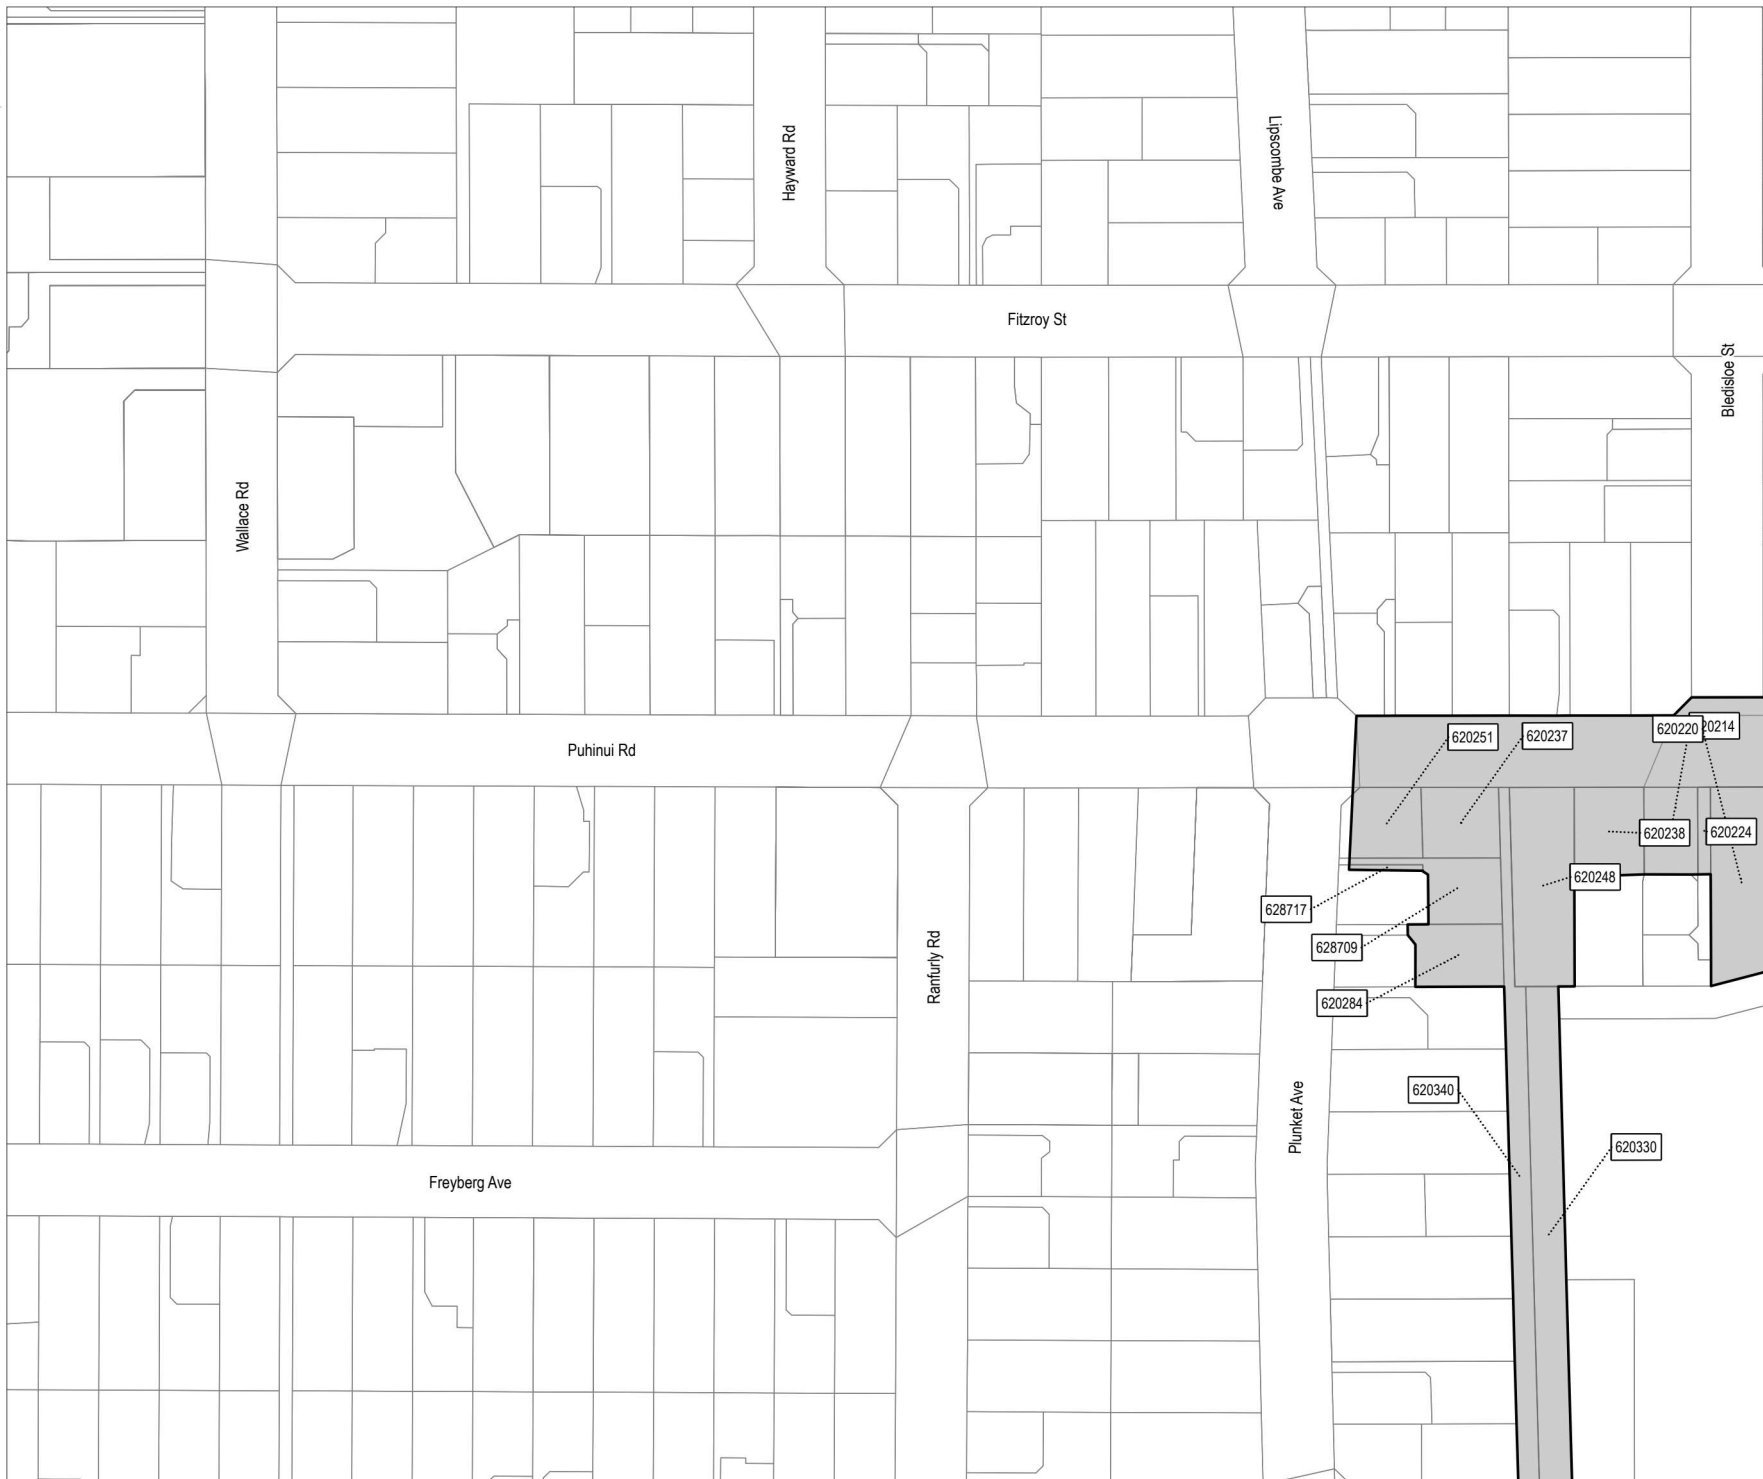 Hayward Rd
Lipscombe Ave
Fitzroy St
Bledisloe St
Wallace Rd
Puhinui Rd
620251
620237
620220
20214
620238
620224
620248
628717
628709
Ranfurly Rd
620284
Plunket Ave
620340
620330
Freyberg Ave